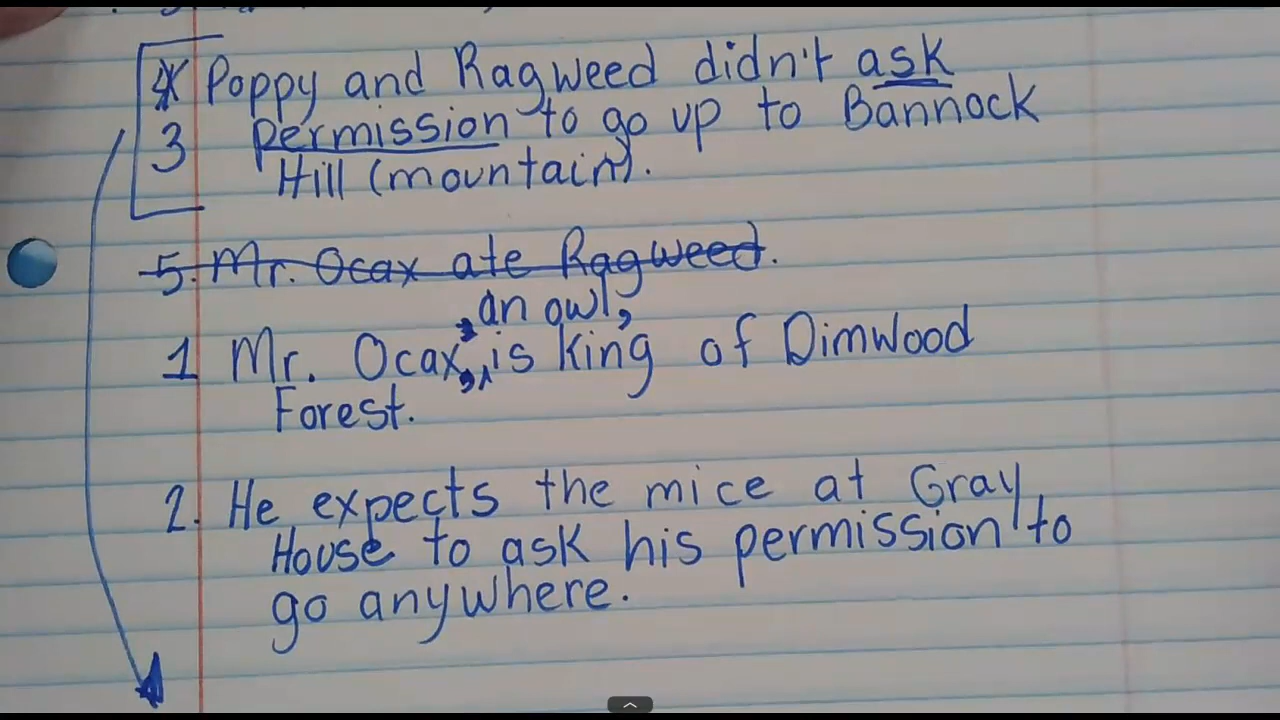 * Poppy and Ragweed didn't ask
3 permission to go up to Bannock
Hill (mountain).
5. Mr. Ocax ate Ragweed.
, an owl,
1 Mr. Ocax, is king of Dimwood
Forest.
2. He expects the mice at Gray
House to ask his permission to
go anywhere.